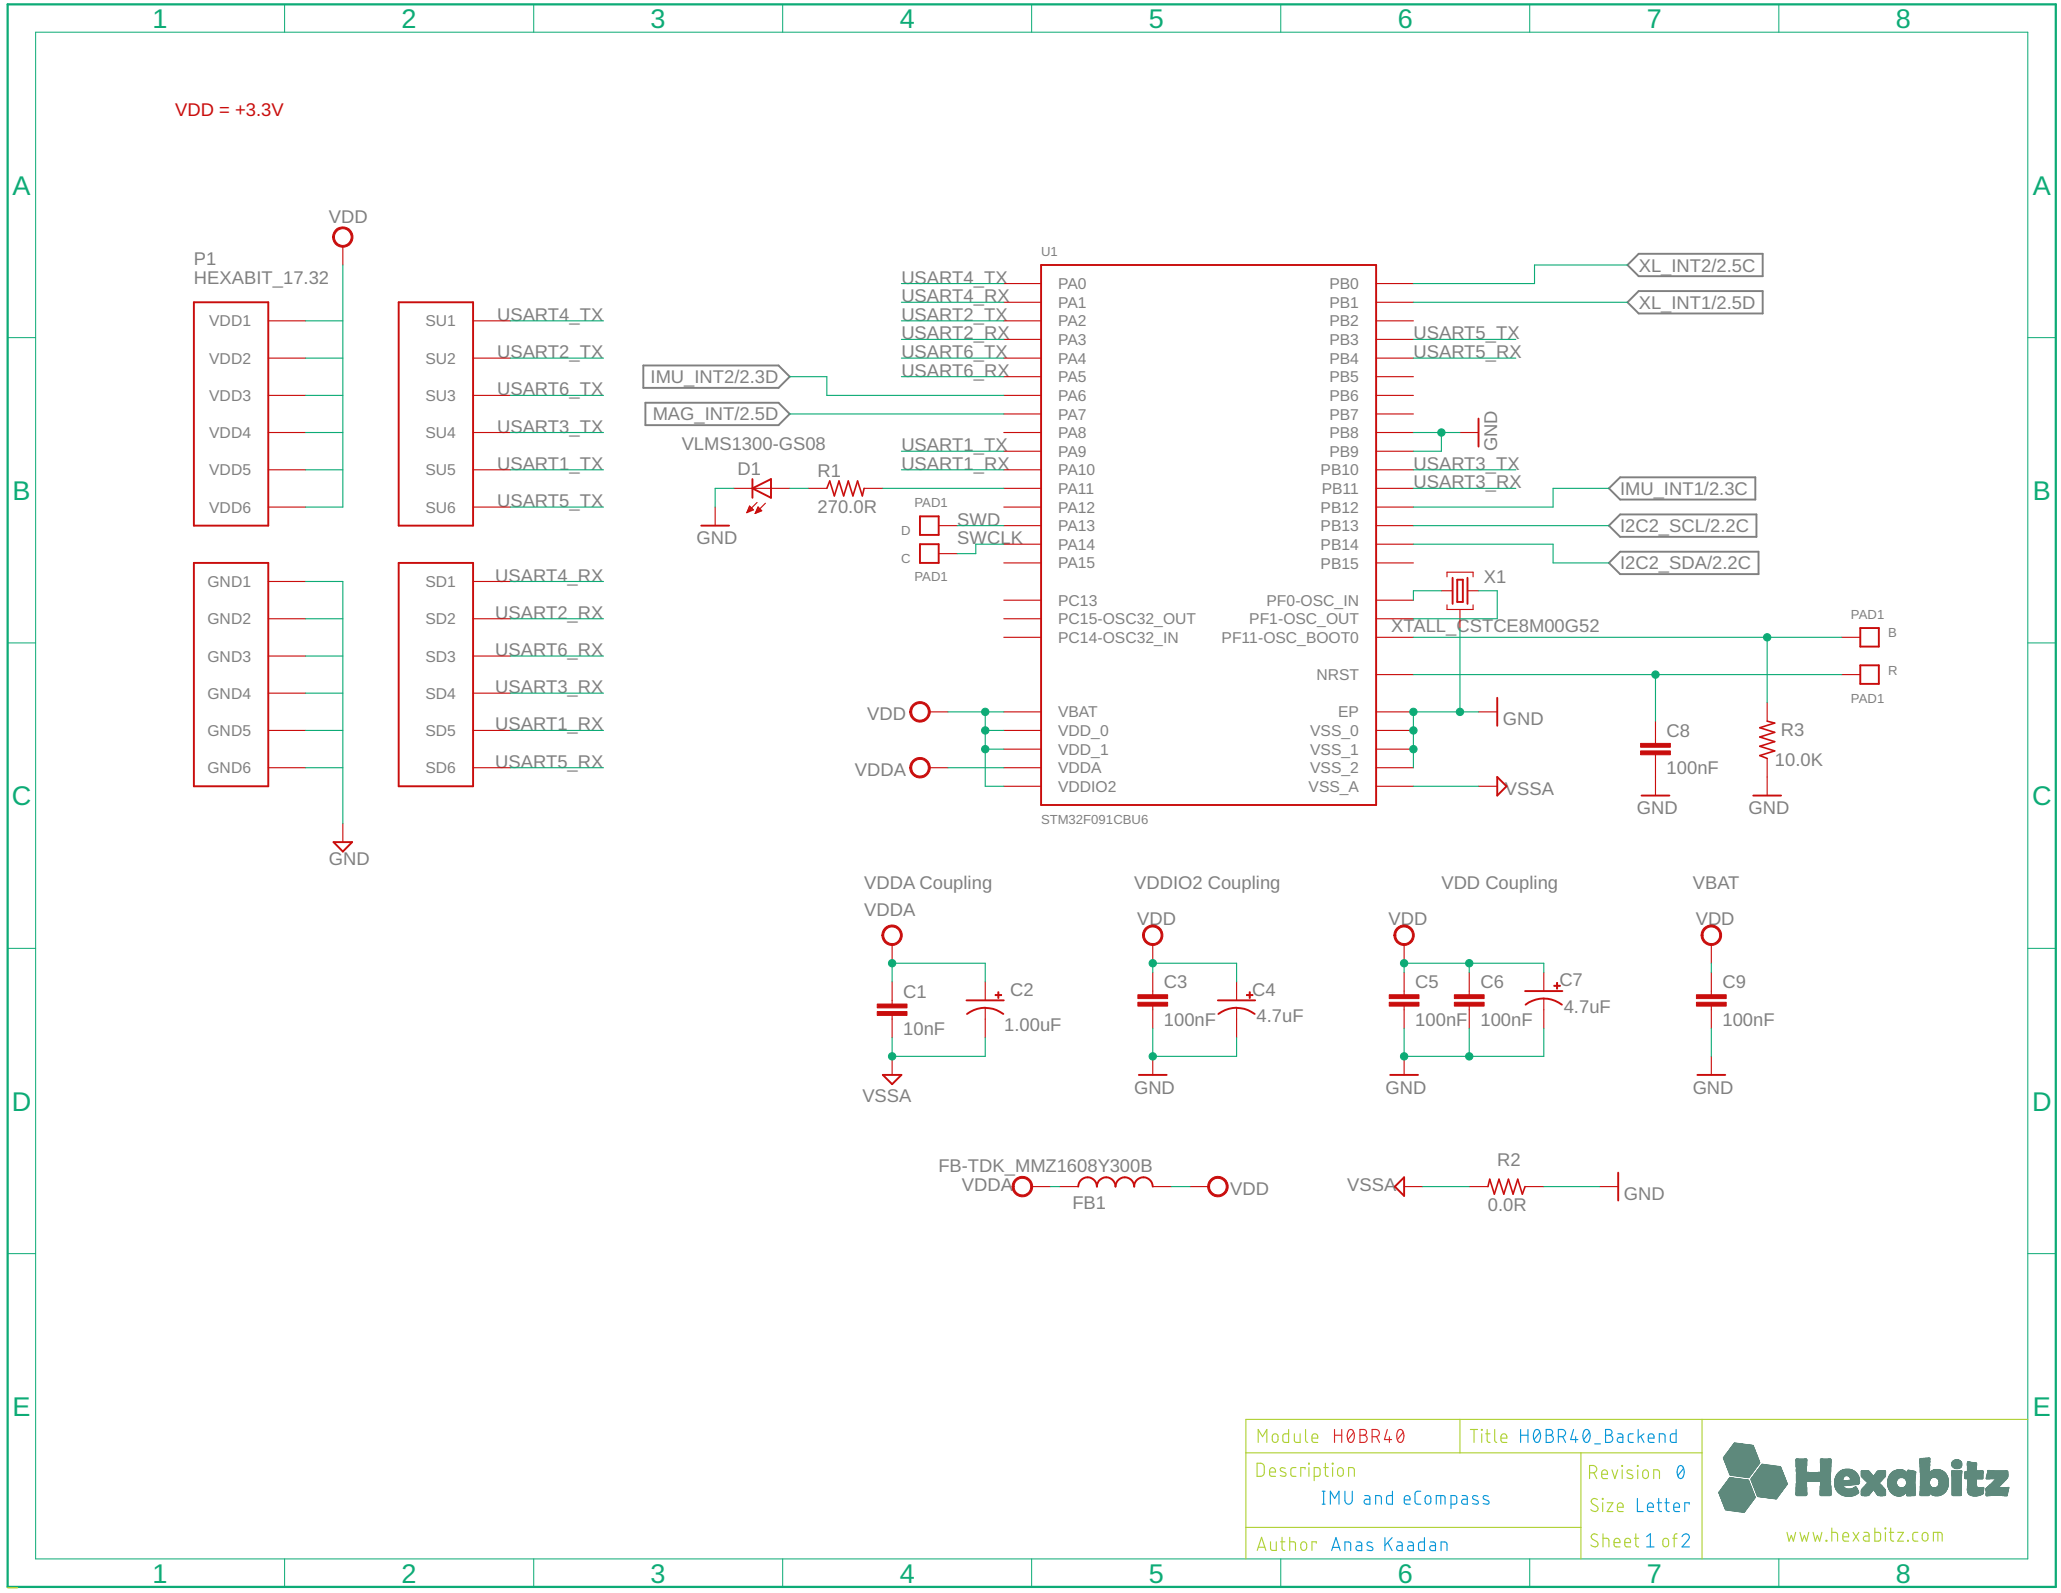 1 2 3 4 5 6 7 8
VDD = +3.3V
A A
VDD
P1
HEXABIT_17.32
VDD1
VDD2
VDD3
VDD4
VDD5
VDD6
SU1 USART4_TX
SU2 USART2_TX
SU3 USART6_TX
SU4 USART3_TX
SU5 USART1_TX
SU6 USART5_TX
GND1
GND2
GND3
GND4
GND5
GND6
GND
SD1 USART4_RX
SD2 USART2_RX
SD3 USART6_RX
SD4 USART3_RX
SD5 USART1_RX
SD6 USART5_RX
B B
U1
USART4_TX PA0
USART4_RX PA1
USART2_TX PA2
USART2_RX PA3
USART6_TX PA4
USART6_RX PA5
IMU_INT2/2.3D PA6
MAG_INT/2.5D PA7
PA8
USART1_TX PA9
USART1_RX PA10
PA11
PA12
SWD PA13
SWCLK PA14
PA15
VLMS1300-GS08
D1
R1
270.0R
GND
PAD1
D
C
PAD1
PC13
PC15-OSC32_OUT
PC14-OSC32_IN
VDD VBAT
VDD_0
VDD_1
VDDA VDDA
VDDIO2
STM32F091CBU6
PB0 XL_INT2/2.5C
PB1 XL_INT1/2.5D
PB2
PB3 USART5_TX
PB4 USART5_RX
PB5
PB6
PB7
PB8 GND
PB9
PB10 USART3_TX
PB11 USART3_RX
PB12 IMU_INT1/2.3C
PB13 I2C2_SCL/2.2C
PB14 I2C2_SDA/2.2C
PB15
PF0-OSC_IN X1
PF1-OSC_OUT XTALL_CSTCE8M00G52
PF11-OSC_BOOT0
NRST
EP GND
VSS_0
VSS_1
VSS_2
VSS_A VSSA
PAD1
B
R
PAD1
C8
100nF
GND
R3
10.0K
GND
C C
VDDA Coupling
VDDA
C1
10nF
C2
1.00uF
VSSA
VDDIO2 Coupling
VDD
C3
100nF
C4
4.7uF
GND
VDD Coupling
VDD
C5
100nF
C6
100nF
C7
4.7uF
GND
VBAT
VDD
C9
100nF
GND
D D
FB-TDK_MMZ1608Y300B
VDDA VDD
FB1
R2
VSSA GND
0.0R
E E
Module H0BR40
Title H0BR40_Backend
Description
IMU and eCompass
Revision 0
Size Letter
Author Anas Kaadan
Sheet 1 of 2
Hexabitz
www.hexabitz.com
1 2 3 4 5 6 7 8